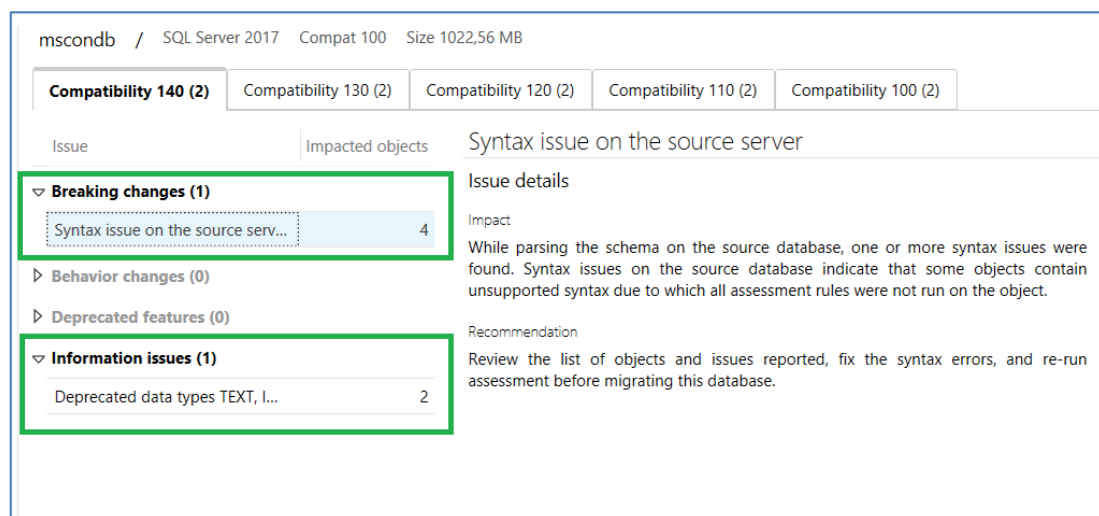 mscondb / SQL Server 2017 Compat 100 Size 1022,56 MB
Compatibility 140 (2) Compatibility 130 (2) Compatibility 120 (2) Compatibility 110 (2) Compatibility 100 (2)
Issue Impacted objects
Breaking changes (1)
Syntax issue on the source serv... 4
Behavior changes (0)
Deprecated features (0)
Information issues (1)
Deprecated data types TEXT, I... 2
Syntax issue on the source server
Issue details
Impact
While parsing the schema on the source database, one or more syntax issues were
found. Syntax issues on the source database indicate that some objects contain
unsupported syntax due to which all assessment rules were not run on the object.
Recommendation
Review the list of objects and issues reported, fix the syntax errors, and re-run
assessment before migrating this database.